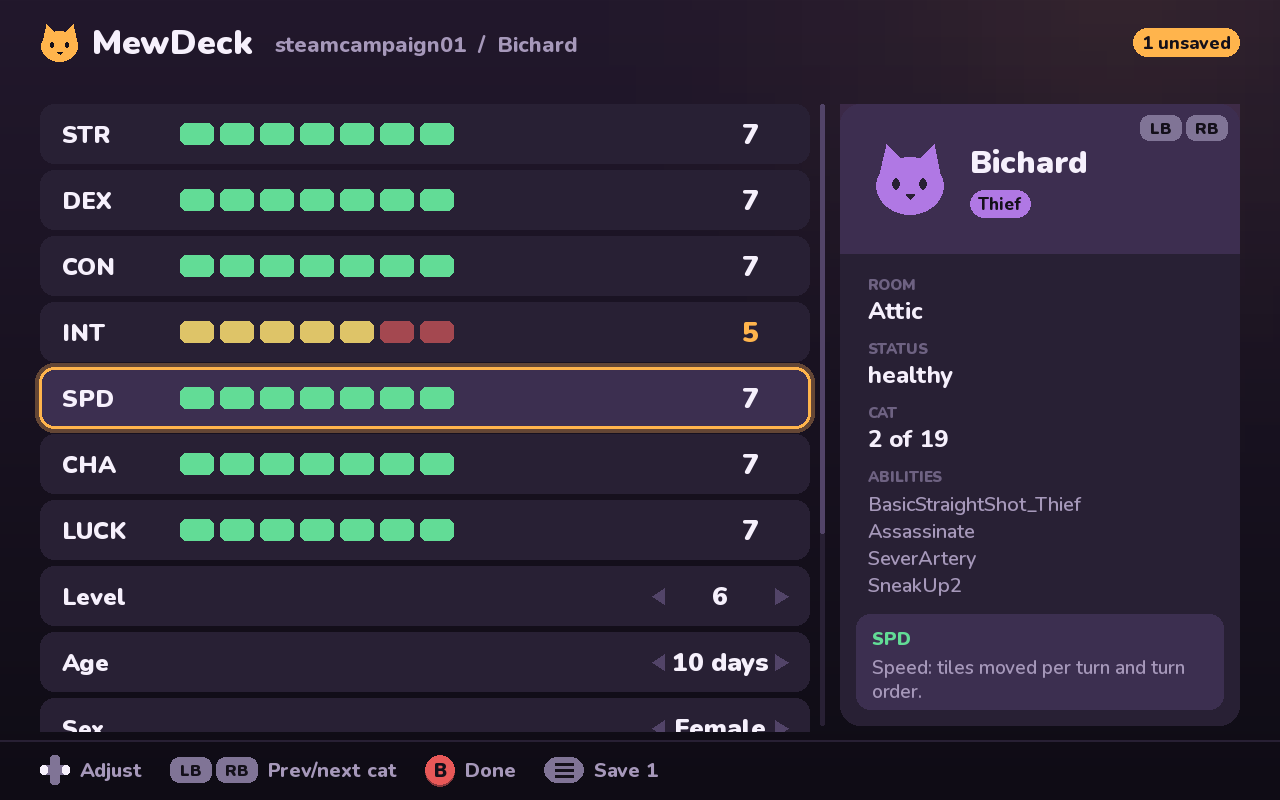 MewDeck steamcampaign01 / Bichard
1 unsaved
STR 7
DEX 7
CON 7
INT 5
SPD 7
CHA 7
LUCK 7
Level 6
Age 10 days
Sex Female
LB RB
Bichard
Thief
ROOM
Attic
STATUS
healthy
CAT
2 of 19
ABILITIES
BasicStraightShot_Thief
Assassinate
SeverArtery
SneakUp2
SPD
Speed: tiles moved per turn and turn
order.
Adjust LB RB Prev/next cat B Done Save 1